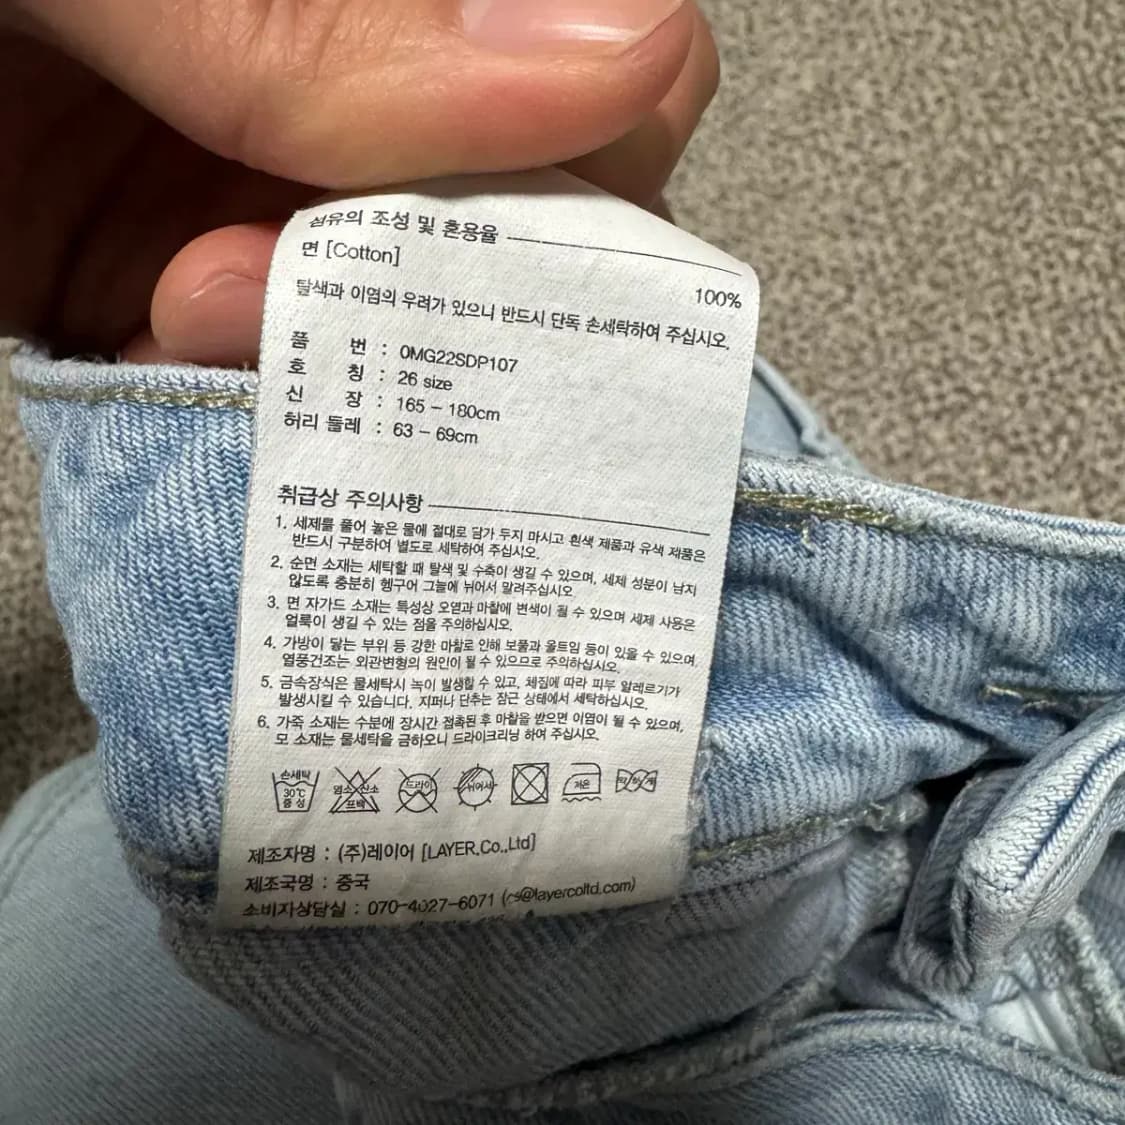 섬유의 조성 및 혼용율
면 [Cotton]
100%
탈색과 이염의 우려가 있으니 반드시 단독 손세탁하여 주십시오.
품 번 : 0MG22SDP107
호 칭 : 26 size
신 장 : 165 - 180cm
허리 둘레 : 63 - 69cm
취급상 주의사항
1. 세제를 풀어 놓은 물에 절대로 담가 두지 마시고 흰색 제품과 유색 제품은
반드시 구분하여 별도로 세탁하여 주십시오.
2. 순면 소재는 세탁할 때 탈색 및 수축이 생길 수 있으며, 세제 성분이 남지
않도록 충분히 헹구어 그늘에 뉘어서 말려주십시오.
3. 면 자가드 소재는 특성상 오염과 마찰에 변색이 될 수 있으며 세제 사용은
얼룩이 생길 수 있는 점을 주의하십시오.
4. 가방이 닿는 부위 등 강한 마찰로 인해 보풀과 올트임 등이 있을 수 있으며,
열풍건조는 외관변형의 원인이 될 수 있으므로 주의하십시오.
5. 금속장식은 물세탁시 녹이 발생할 수 있고, 체질에 따라 피부 알레르기가
발생시킬 수 있습니다. 지퍼나 단추는 잠근 상태에서 세탁하십시오.
6. 가죽 소재는 수분에 장시간 접촉된 후 마찰을 받으면 이염이 될 수 있으며,
모 소재는 물세탁을 금하오니 드라이크리닝 하여 주십시오.
손세탁 30℃ 중성 염소 산소 표백 드라이 뉘어서 저온
제조자명 : (주)레이어 [LAYER.Co.,Ltd]
제조국명 : 중국
소비자상담실 : 070-4027-6071 (cs@layercoltd.com)